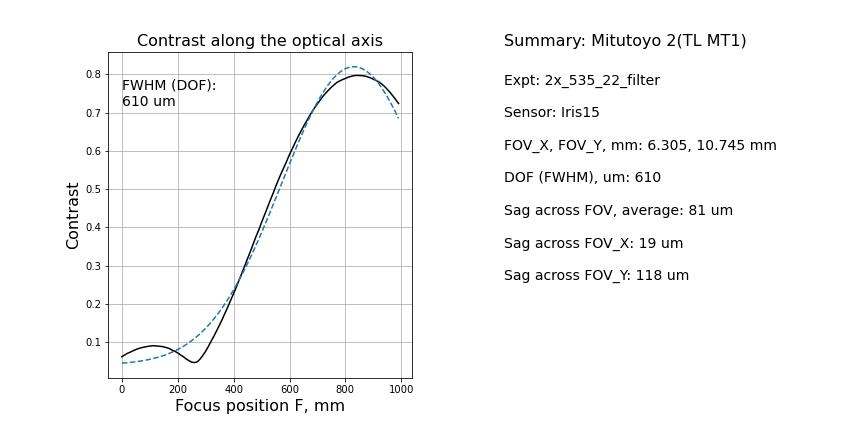 Contrast along the optical axis
FWHM (DOF):
610 um
0.8
0.7
0.6
0.5
0.4
0.3
0.2
0.1
Contrast
0 200 400 600 800 1000
Focus position F, mm
Summary: Mitutoyo 2(TL MT1)
Expt: 2x_535_22_filter
Sensor: Iris15
FOV_X, FOV_Y, mm: 6.305, 10.745 mm
DOF (FWHM), um: 610
Sag across FOV, average: 81 um
Sag across FOV_X: 19 um
Sag across FOV_Y: 118 um